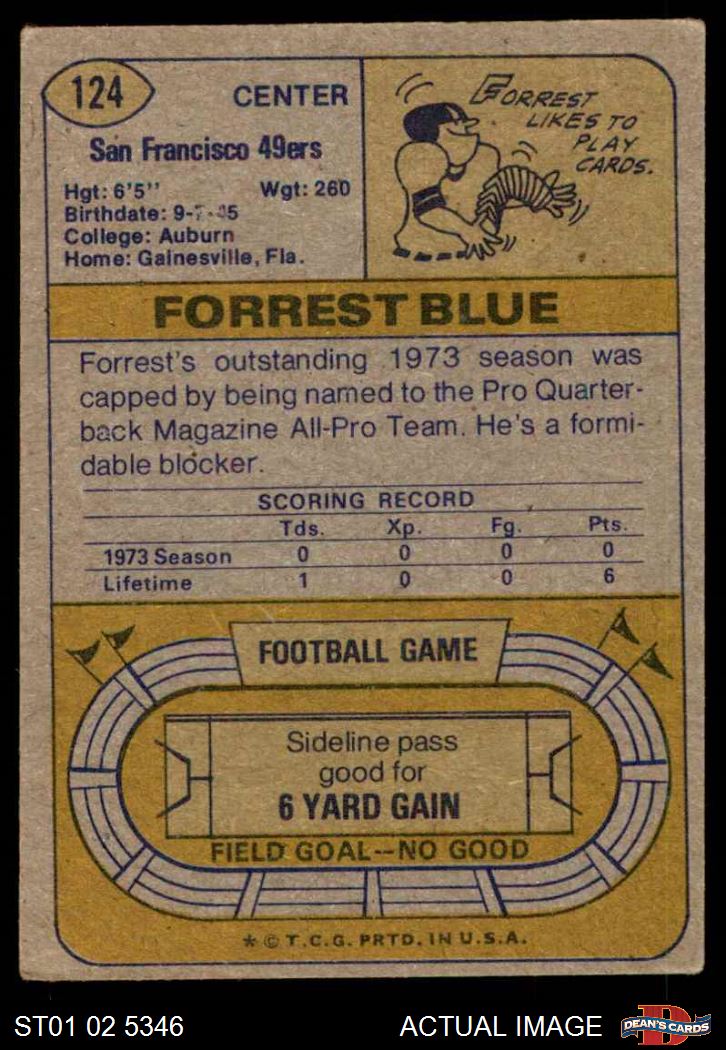 124
CENTER
San Francisco 49ers
Hgt: 6'5'' Wgt: 260
Birthdate: 9-
College: Auburn
Home: Gainesville, Fla.
FORREST
LIKES TO
PLAY
CARDS.
FORREST BLUE
Forrest's outstanding 1973 season was
capped by being named to the Pro Quarter-
back Magazine All-Pro Team. He's a formi-
dable blocker.
SCORING RECORD
Tds. Xp. Fg. Pts.
1973 Season 0 0 0 0
Lifetime 1 0 0 6
FOOTBALL GAME
Sideline pass
good for
6 YARD GAIN
FIELD GOAL--NO GOOD
* © T.C.G. PRTD. IN U.S.A.
ST01 02 5346
ACTUAL IMAGE
D
DEAN'S CARDS